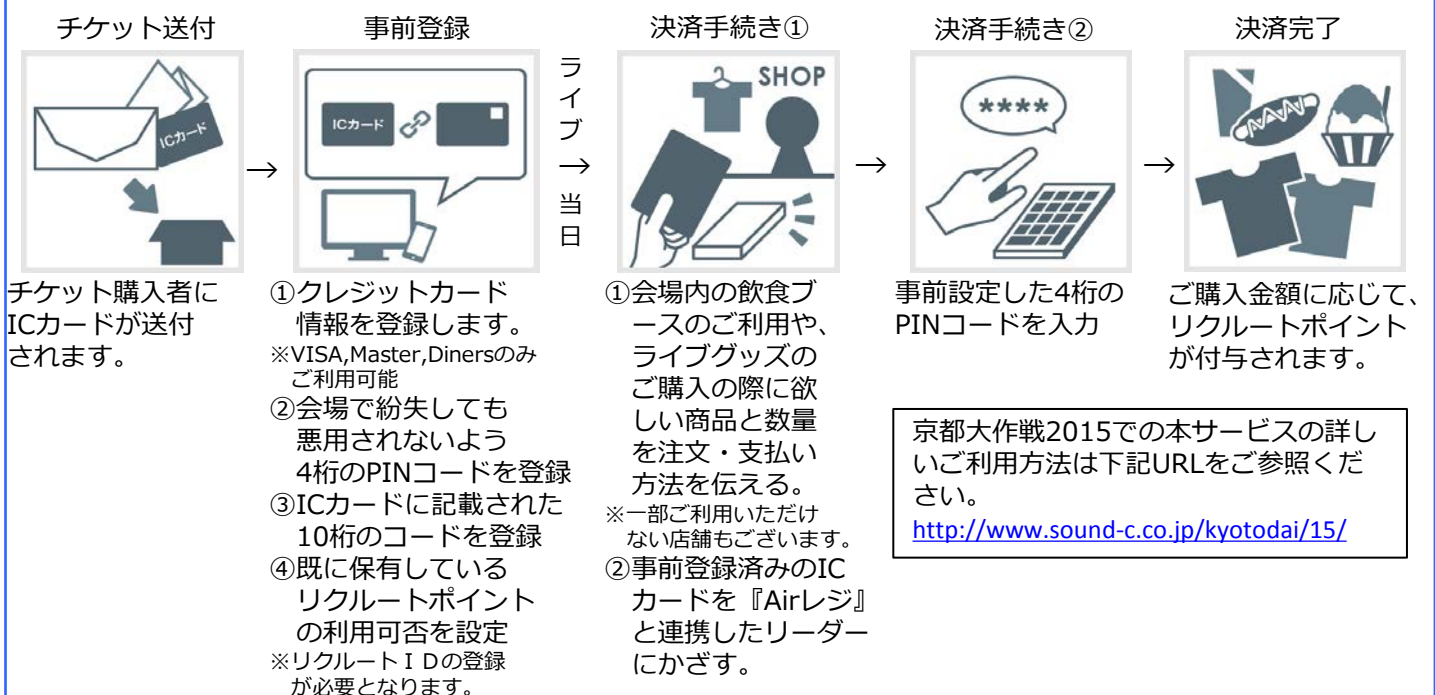 チケット送付
ICカード
チケット購入者に
ICカードが送付
されます。
→
事前登録
ICカード
①クレジットカード
情報を登録します。
※VISA,Master,Dinersのみ
ご利用可能
②会場で紛失しても
悪用されないよう
4桁のPINコードを登録
③ICカードに記載された
10桁のコードを登録
④既に保有している
リクルートポイント
の利用可否を設定
※リクルートＩＤの登録
が必要となります。
ライブ
→
当日
決済手続き①
SHOP
①会場内の飲食ブ
ースのご利用や、
ライブグッズの
ご購入の際に欲
しい商品と数量
を注文・支払い
方法を伝える。
※一部ご利用いただけ
ない店舗もございます。
②事前登録済みのIC
カードを『Airレジ』
と連携したリーダー
にかざす。
→
決済手続き②
****
事前設定した4桁の
PINコードを入力
→
決済完了
ご購入金額に応じて、
リクルートポイント
が付与されます。
京都大作戦2015での本サービスの詳し
いご利用方法は下記URLをご参照くだ
さい。
http://www.sound-c.co.jp/kyotodai/15/